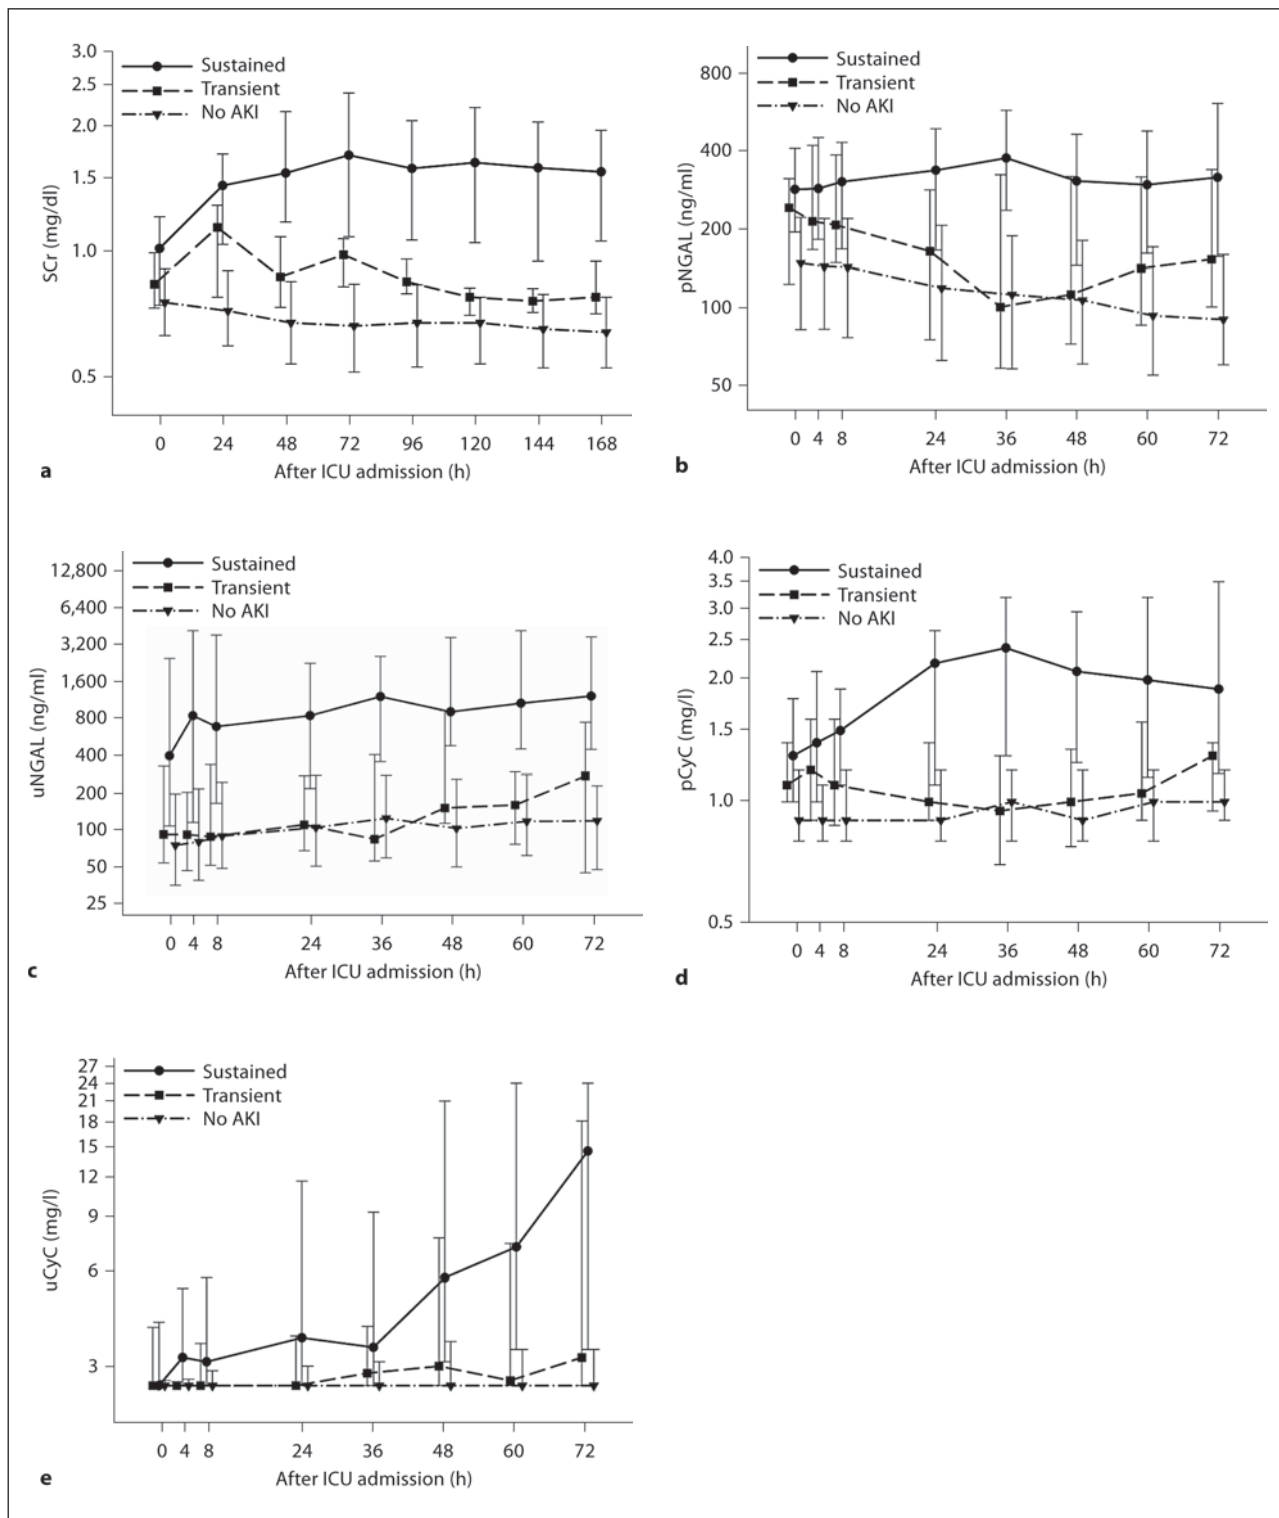 3.0
2.5
2.0
1.5
1.0
0.5
SCr (mg/dl)
Sustained
Transient
No AKI
0 24 48 72 96 120 144 168
After ICU admission (h)
a
800
400
200
100
50
pNGAL (ng/ml)
Sustained
Transient
No AKI
0 4 8 24 36 48 60 72
After ICU admission (h)
b
12,800
6,400
3,200
1,600
800
400
200
100
50
25
uNGAL (ng/ml)
Sustained
Transient
No AKI
0 4 8 24 36 48 60 72
After ICU admission (h)
c
4.0
3.5
3.0
2.5
2.0
1.5
1.0
0.5
pCyC (mg/l)
Sustained
Transient
No AKI
0 4 8 24 36 48 60 72
After ICU admission (h)
d
27
24
21
18
15
12
9
6
3
uCyC (mg/l)
Sustained
Transient
No AKI
0 4 8 24 36 48 60 72
After ICU admission (h)
e